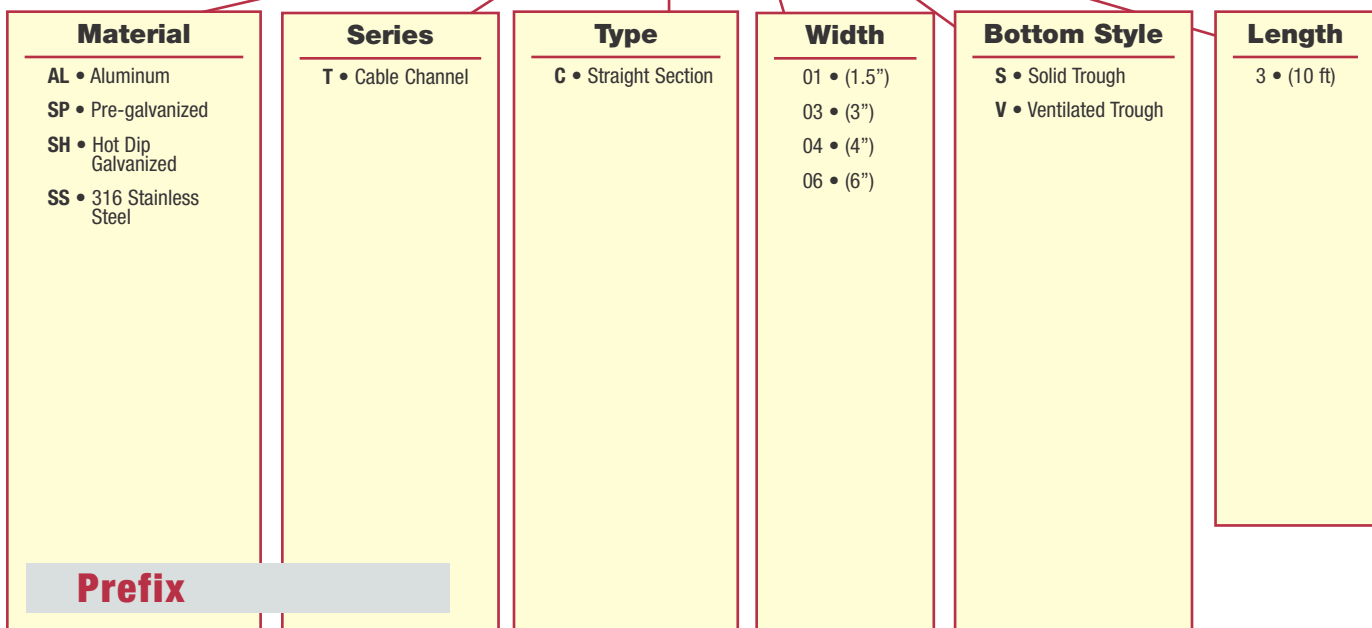 Material
AL • Aluminum
SP • Pre-galvanized
SH • Hot Dip
Galvanized
SS • 316 Stainless
Steel
Series
T • Cable Channel
Type
C • Straight Section
Width
01 • (1.5”)
03 • (3”)
04 • (4”)
06 • (6”)
Bottom Style
S • Solid Trough
V • Ventilated Trough
Length
3 • (10 ft)
Prefix